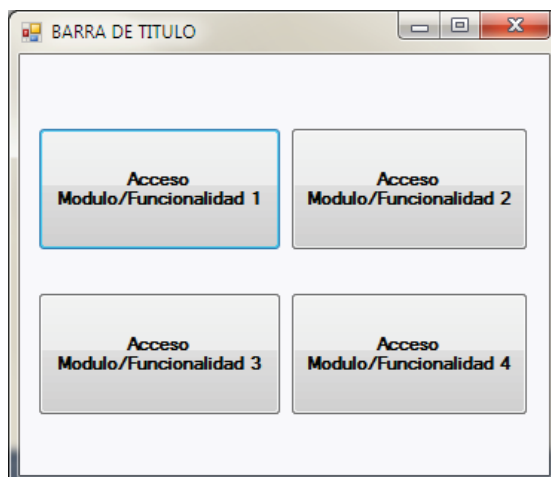 BARRA DE TITULO
Acceso
Modulo/Funcionalidad 1
Acceso
Modulo/Funcionalidad 2
Acceso
Modulo/Funcionalidad 3
Acceso
Modulo/Funcionalidad 4